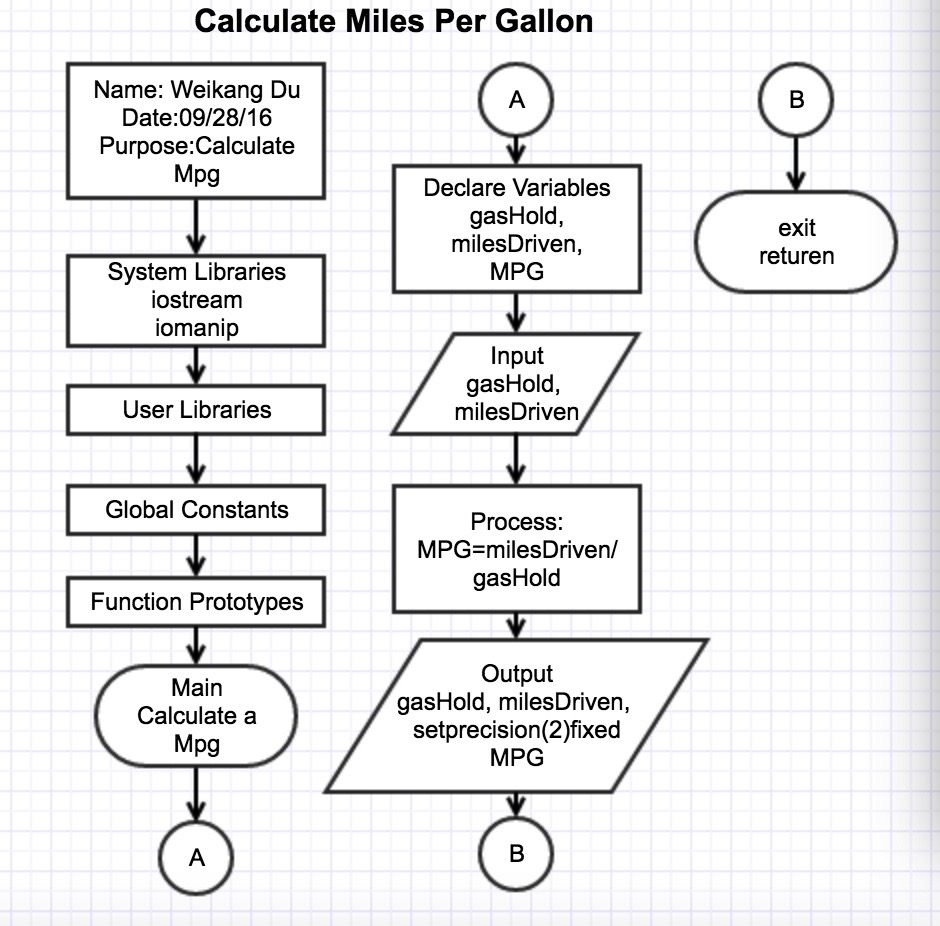 Calculate Miles Per Gallon
Name: Weikang Du
Date:09/28/16
Purpose:Calculate
Mpg
System Libraries
iostream
iomanip
User Libraries
Global Constants
Function Prototypes
Main
Calculate a
Mpg
A
A
Declare Variables
gasHold,
milesDriven,
MPG
Input
gasHold,
milesDriven
Process:
MPG=milesDriven/
gasHold
Output
gasHold, milesDriven,
setprecision(2)fixed
MPG
B
B
exit
returen